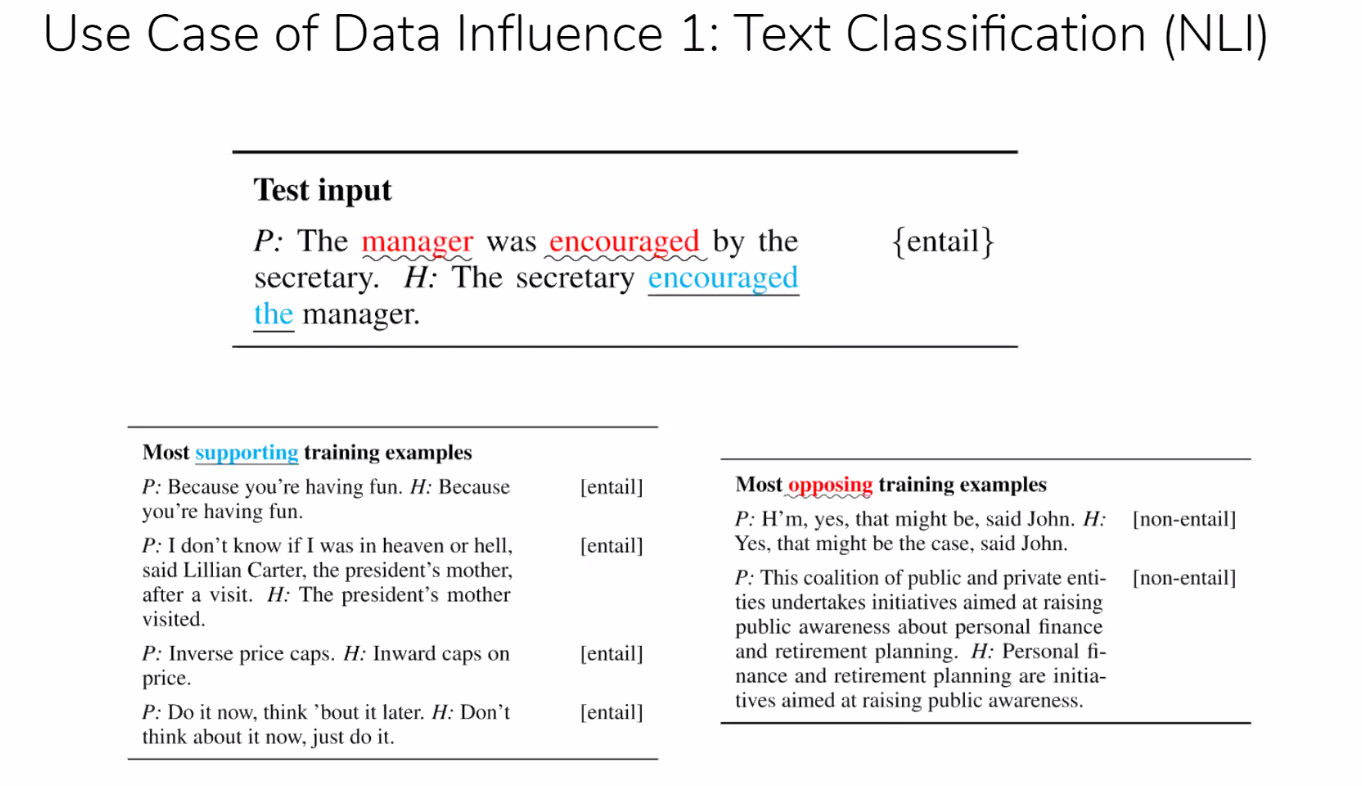 Use Case of Data Influence 1: Text Classification (NLI)
Test input
P: The manager was encouraged by the {entail}
secretary. H: The secretary encouraged
the manager.
Most supporting training examples
P: Because you're having fun. H: Because [entail]
you're having fun.
P: I don't know if I was in heaven or hell, [entail]
said Lillian Carter, the president's mother,
after a visit. H: The president's mother
visited.
P: Inverse price caps. H: Inward caps on [entail]
price.
P: Do it now, think 'bout it later. H: Don't [entail]
think about it now, just do it.
Most opposing training examples
P: H'm, yes, that might be, said John. H: [non-entail]
Yes, that might be the case, said John.
P: This coalition of public and private enti- [non-entail]
ties undertakes initiatives aimed at raising
public awareness about personal finance
and retirement planning. H: Personal fi-
nance and retirement planning are initia-
tives aimed at raising public awareness.